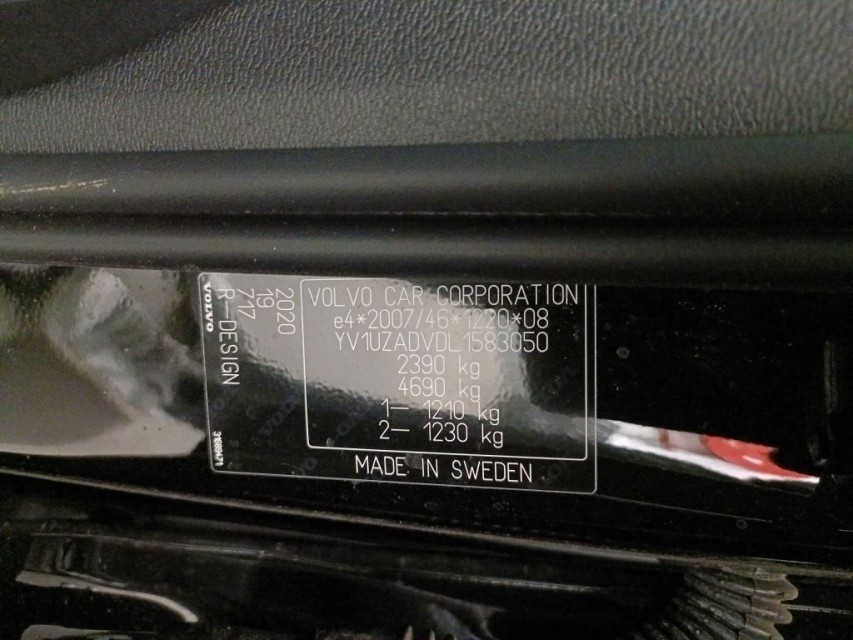 VOLVO CAR CORPORATION
e4*2007/46*1220*08
YV1UZADVDL1583050
2390 kg
4690 kg
1– 1210 kg
2– 1230 kg
MADE IN SWEDEN
2020
19
717
R-DESIGN
VOLVO